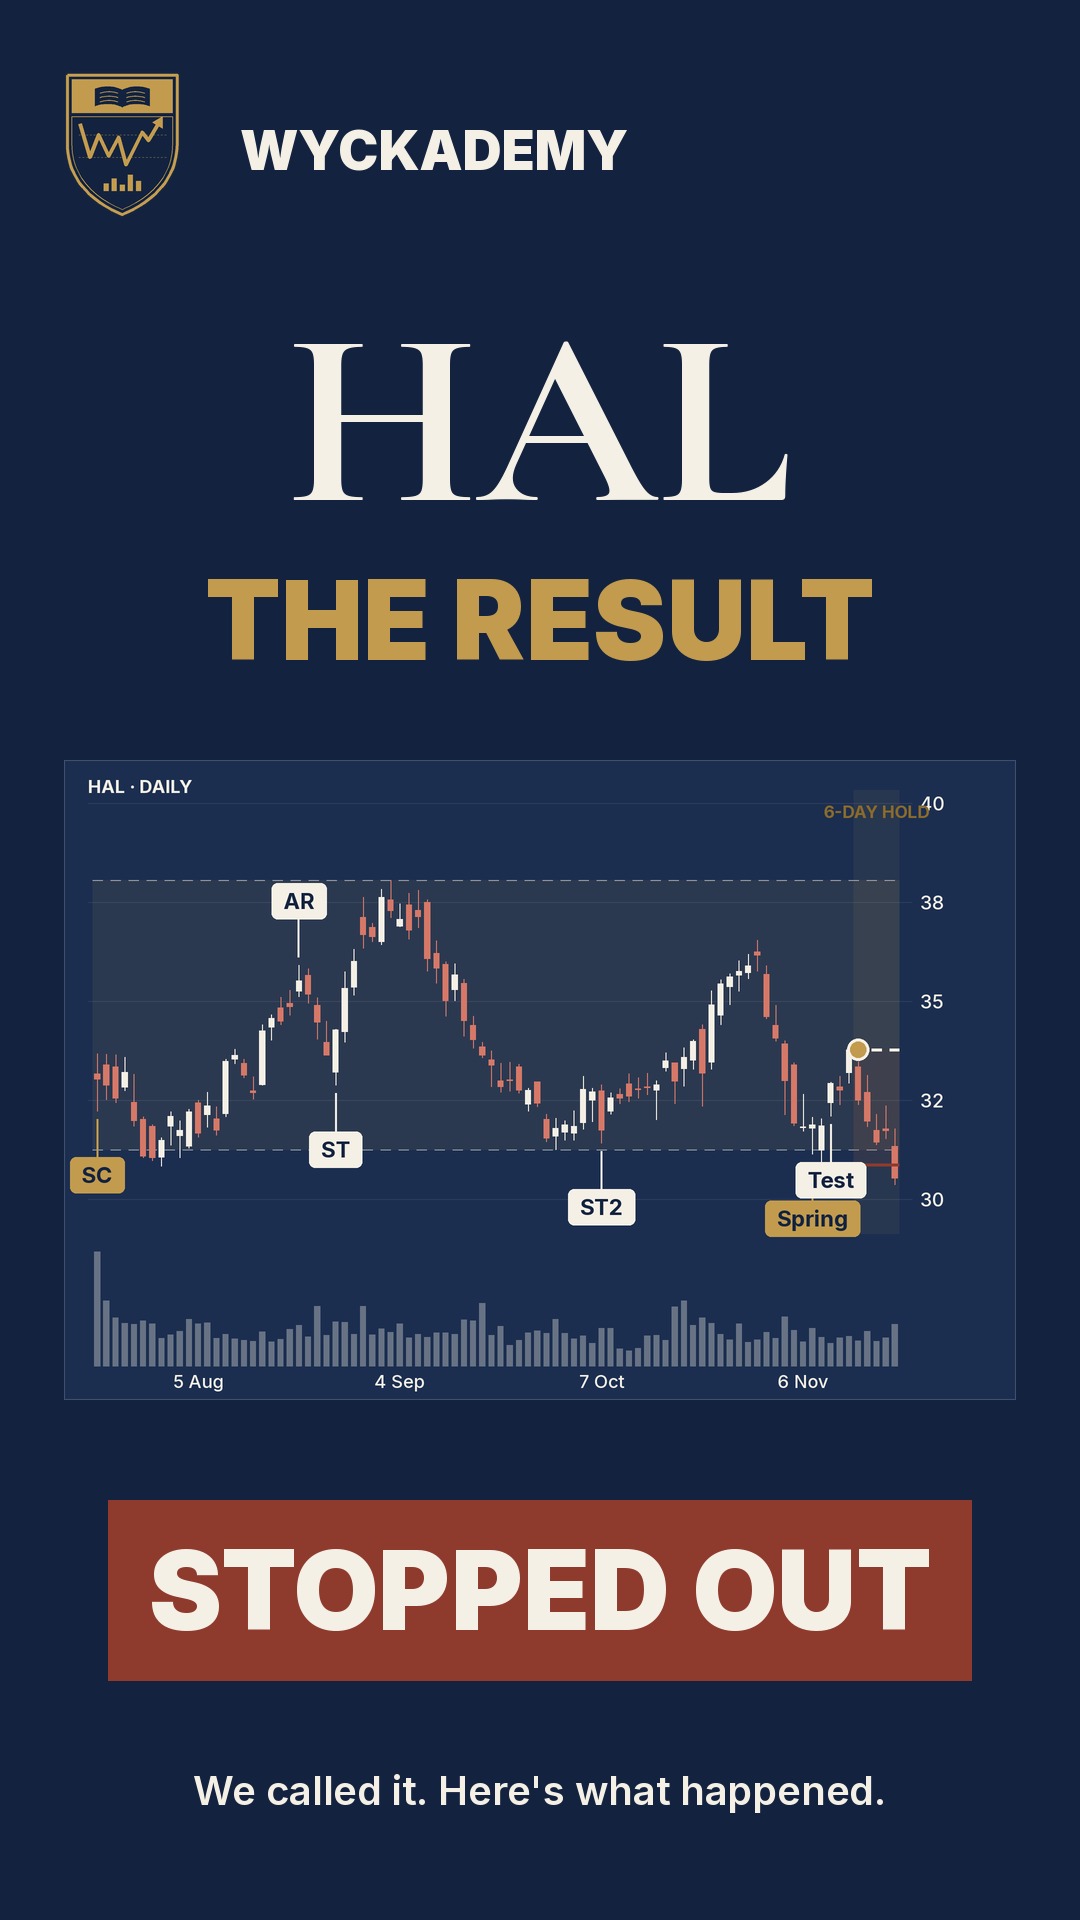 WYCKADEMY
HAL
THE RESULT
HAL · DAILY
40
6-DAY HOLD
AR
38
35
32
ST
SC
Test
ST2
30
Spring
5 Aug
4 Sep
7 Oct
6 Nov
STOPPED OUT
We called it. Here's what happened.